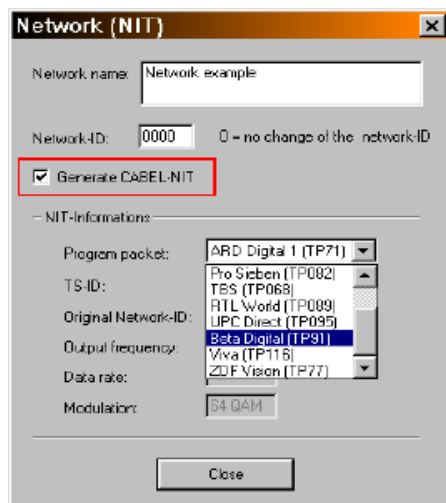 Network (NIT)
Network name: Network example
Network-ID: 0000 0 = no change of the network-ID
Generate CABEL-NIT
NIT-Informations
Program packet: ARD Digital 1 (TP71)
Pro Sieben (TP082)
TS-ID: TBS (TP068)
RTL World (TP089)
Original Network-ID: UPC Direct (TP095)
Beta Digital (TP91)
Output frequency: Viva (TP116)
ZDF Vision (TP77)
Data rate:
Modulation: 64 QAM
Close